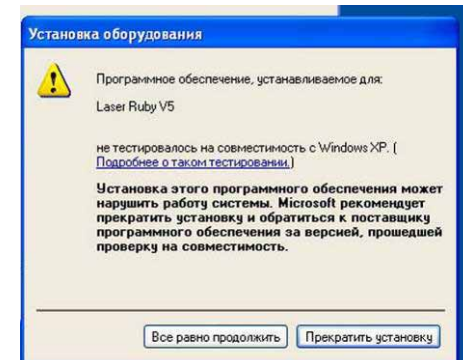 Установка оборудования
Программное обеспечение, устанавливаемое для:
Laser Ruby V5
не тестировалось на совместимость с Windows XP. (
Подробнее о таком тестировании.)
Установка этого программного обеспечения может
нарушить работу системы. Microsoft рекомендует
прекратить установку и обратиться к поставщику
программного обеспечения за версией, прошедшей
проверку на совместимость.
Все равно продолжить
Прекратить установку